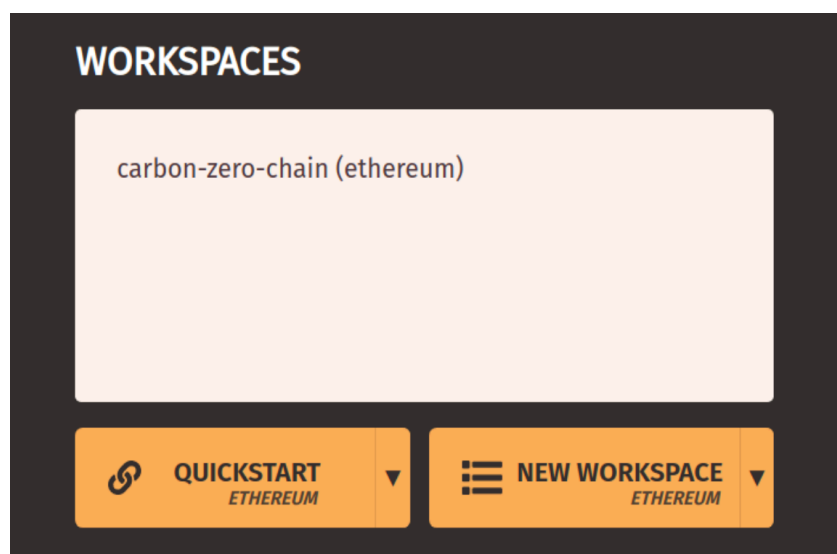 WORKSPACES
carbon-zero-chain (ethereum)
QUICKSTART
ETHEREUM
NEW WORKSPACE
ETHEREUM